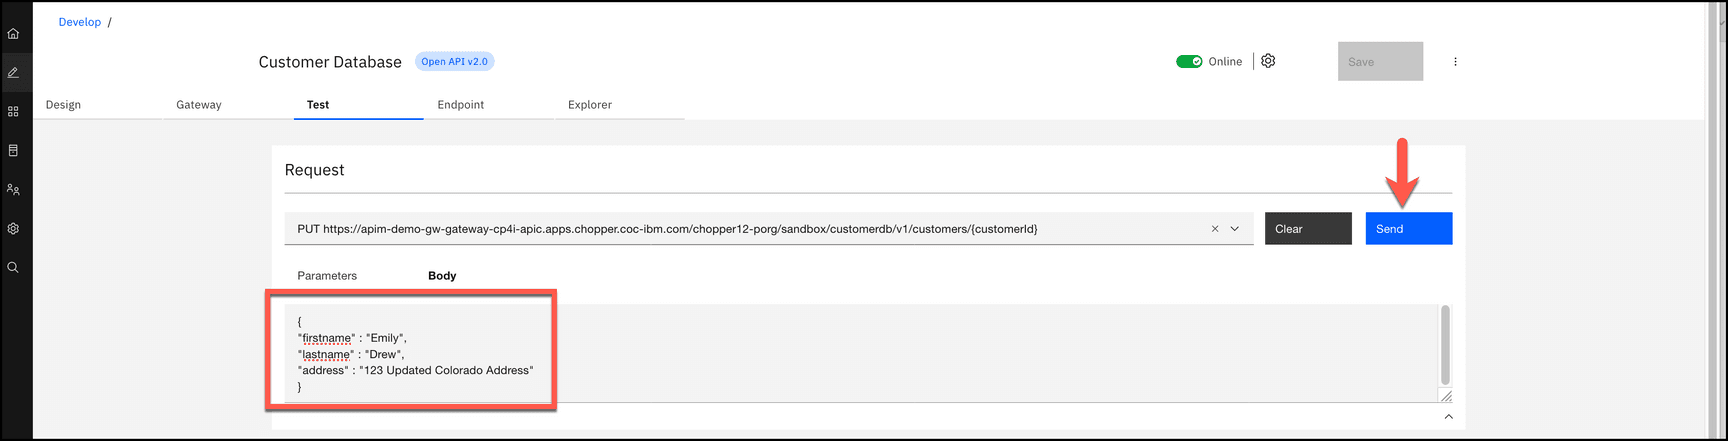 Develop /
Customer Database Open API v2.0 Online Save
Design Gateway Test Endpoint Explorer
Request
PUT https://apim-demo-gw-gateway-cp4i-apic.apps.chopper.coc-ibm.com/chopper12-porg/sandbox/customerdb/v1/customers/{customerId} Clear Send
Parameters Body
{
"firstname" : "Emily",
"lastname" : "Drew",
"address" : "123 Updated Colorado Address"
}